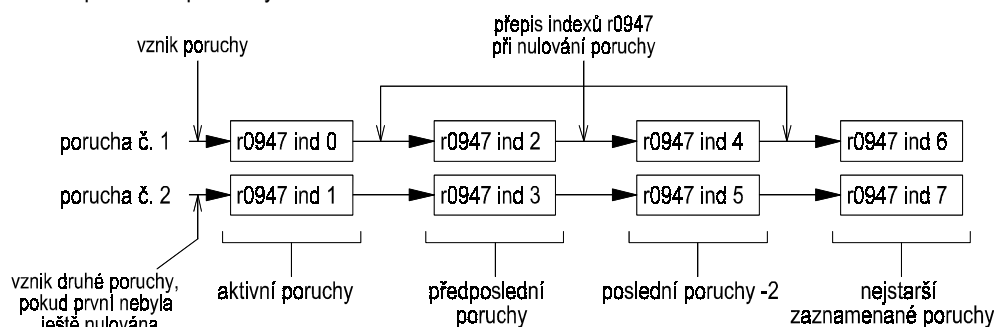 přepis indexů r0947
při nulování poruchy
vznik poruchy
porucha č. 1
r0947 ind 0
r0947 ind 2
r0947 ind 4
r0947 ind 6
porucha č. 2
r0947 ind 1
r0947 ind 3
r0947 ind 5
r0947 ind 7
vznik druhé poruchy,
pokud první nebyla
ještě nulována
aktivní poruchy
předposlední
poruchy
poslední poruchy -2
nejstarší
zaznamenané poruchy